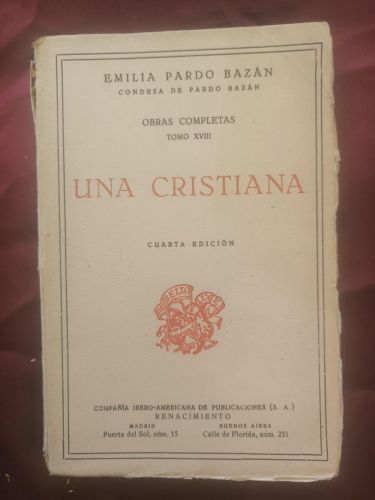 EMILIA PARDO BAZÁN
CONDESA DE PARDO BAZÁN
OBRAS COMPLETAS
TOMO XVIII
UNA CRISTIANA
CUARTA EDICIÓN
COMPAÑÍA IBERO-AMERICANA DE PUBLICACIONES (S. A.)
RENACIMIENTO
MADRID BUENOS AIRES
Puerta del Sol, núm. 15 Calle de Florida, núm. 251